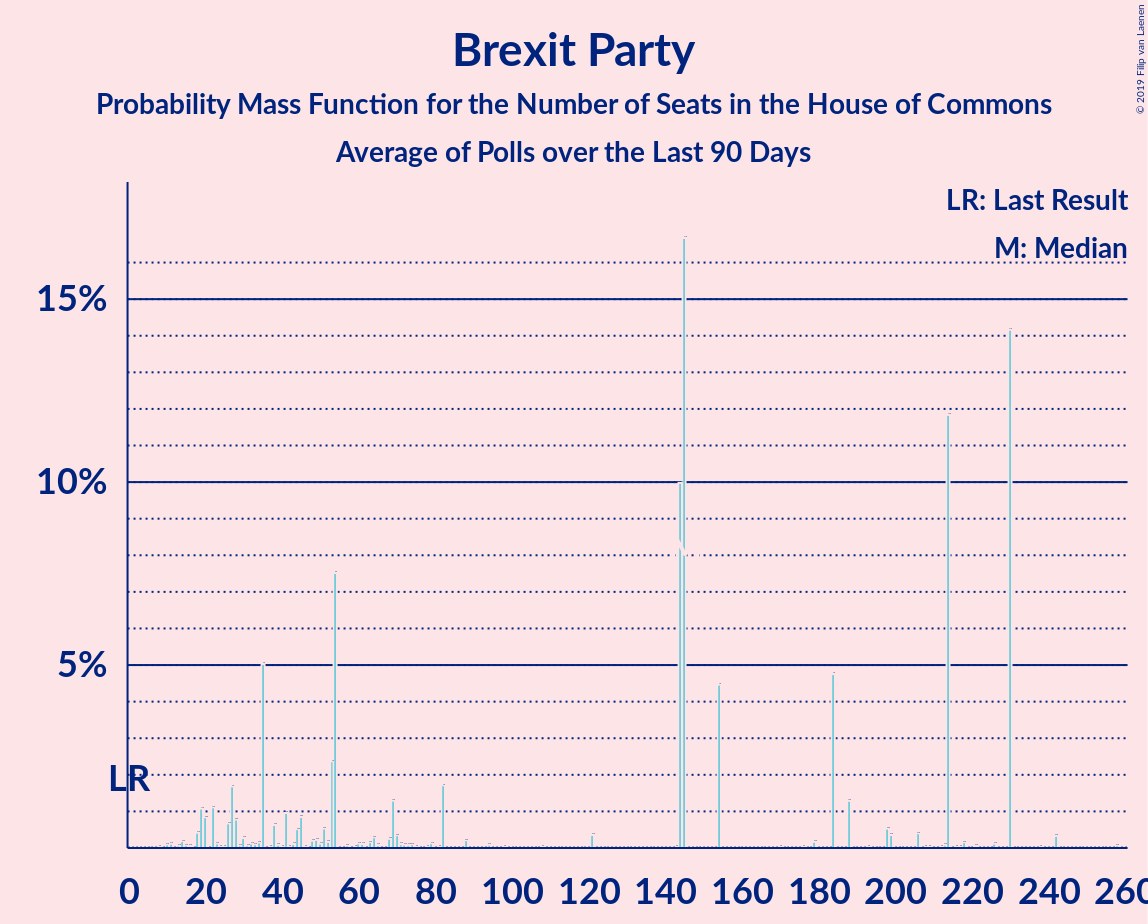 Brexit Party
Probability Mass Function for the Number of Seats in the House of Commons
Average of Polls over the Last 90 Days
© 2019 Filip van Laenen
LR: Last Result
M: Median
15%
10%
5%
LR
0 20 40 60 80 100 120 140 160 180 200 220 240 260